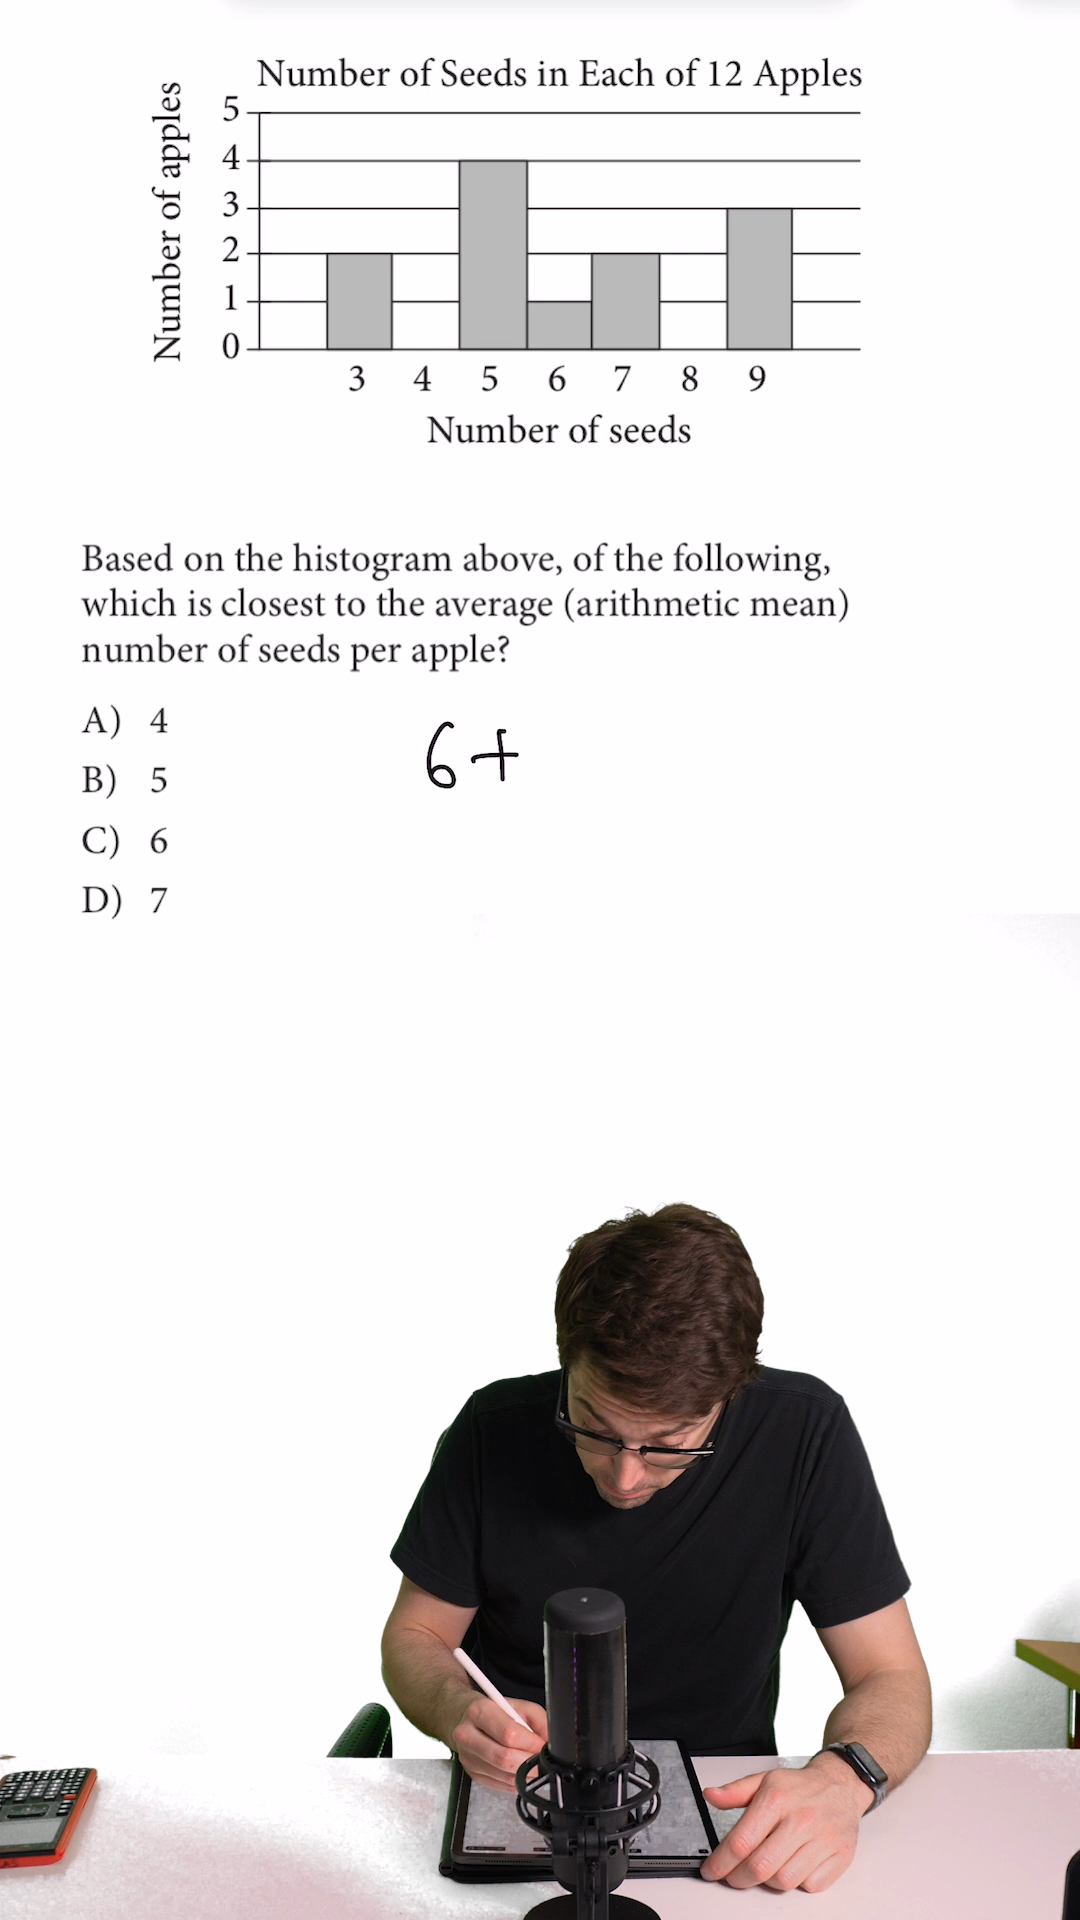 Number of Seeds in Each of 12 Apples
Number of apples
5
4
3
2
1
0
3 4 5 6 7 8 9
Number of seeds
Based on the histogram above, of the following,
which is closest to the average (arithmetic mean)
number of seeds per apple?
A) 4
B) 5
C) 6
D) 7
6+